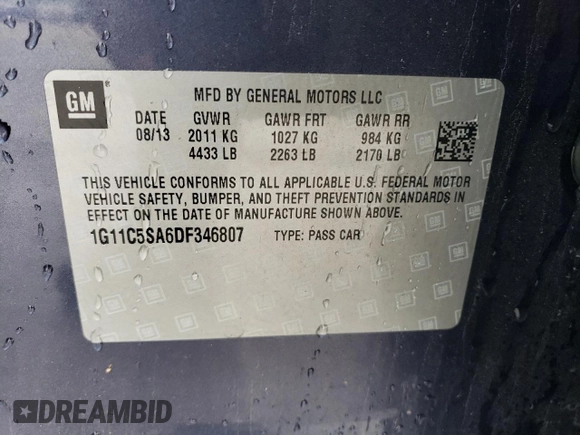 GM
MFD BY GENERAL MOTORS LLC
DATE GVWR GAWR FRT GAWR RR
08/13 2011 KG 1027 KG 984 KG
4433 LB 2263 LB 2170 LB
THIS VEHICLE CONFORMS TO ALL APPLICABLE U.S. FEDERAL MOTOR
VEHICLE SAFETY, BUMPER, AND THEFT PREVENTION STANDARDS IN
EFFECT ON THE DATE OF MANUFACTURE SHOWN ABOVE.
1G11C5SA6DF346807 TYPE: PASS CAR
DREAMBID